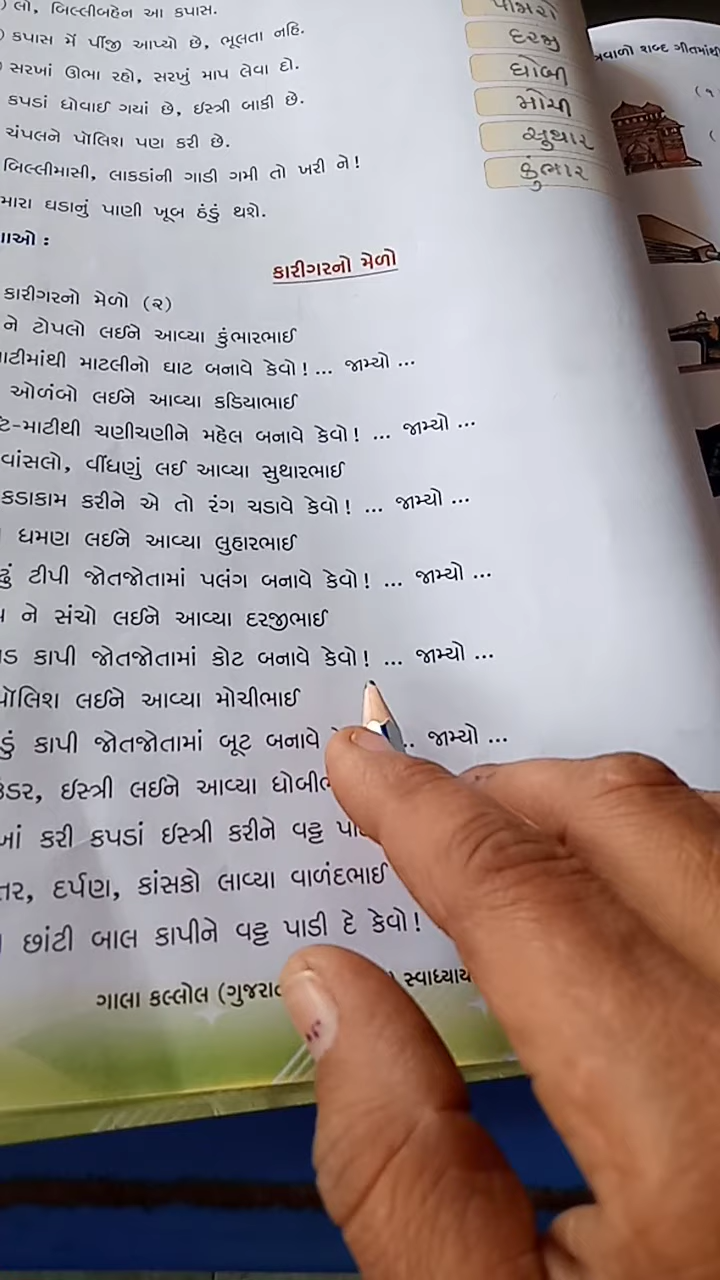 લો, બિલ્લીબહેન આ કપાસ.
કપાસ મેં પીંજી આપ્યો છે, ભૂલતા નહિ.
સરખાં ઊભા રહો, સરખું માપ લેવા દો.
કપડાં ધોવાઈ ગયાં છે, ઇસ્ત્રી બાકી છે.
ચંપલને પૉલિશ પણ કરી છે.
બિલ્લીમાસી, લાકડાંની ગાડી ગમી તો ખરી ને!
મારા ઘડાનું પાણી ખૂબ ઠંડું થશે.
દરજી
ધોબી
મોચી
સુથાર
કુંભાર
શબ્દ ગીતમાંથી
કારીગરનો મેળો
કારીગરનો મેળો (૨)
ને ટોપલો લઈને આવ્યા કુંભારભાઈ
માટલીનો ઘાટ બનાવે કેવો! ... જામ્યો ...
ઓળંબો લઈને આવ્યા કડિયાભાઈ
ચણીચણીને મહેલ બનાવે કેવો! ... જામ્યો ...
વાંસલો, વીંધણું લઈ આવ્યા સુથારભાઈ
કરીને એ તો રંગ ચડાવે કેવો! ... જામ્યો ...
ધમણ લઈને આવ્યા લુહારભાઈ
ટીપી જોતજોતામાં પલંગ બનાવે કેવો! ... જામ્યો ...
ને સંચો લઈને આવ્યા દરજીભાઈ
કાપી જોતજોતામાં કોટ બનાવે કેવો! ... જામ્યો ...
પૉલિશ લઈને આવ્યા મોચીભાઈ
કાપી જોતજોતામાં બૂટ બનાવે જામ્યો ...
ઇસ્ત્રી લઈને આવ્યા
કરી કપડાં ઇસ્ત્રી કરીને વટ્ટ
દર્પણ, કાંસકો લાવ્યા વાળંદભાઈ
છાંટી બાલ કાપીને વટ્ટ પાડી દે કેવો!
ગાલા કલ્લોલ સ્વાધ્યાય